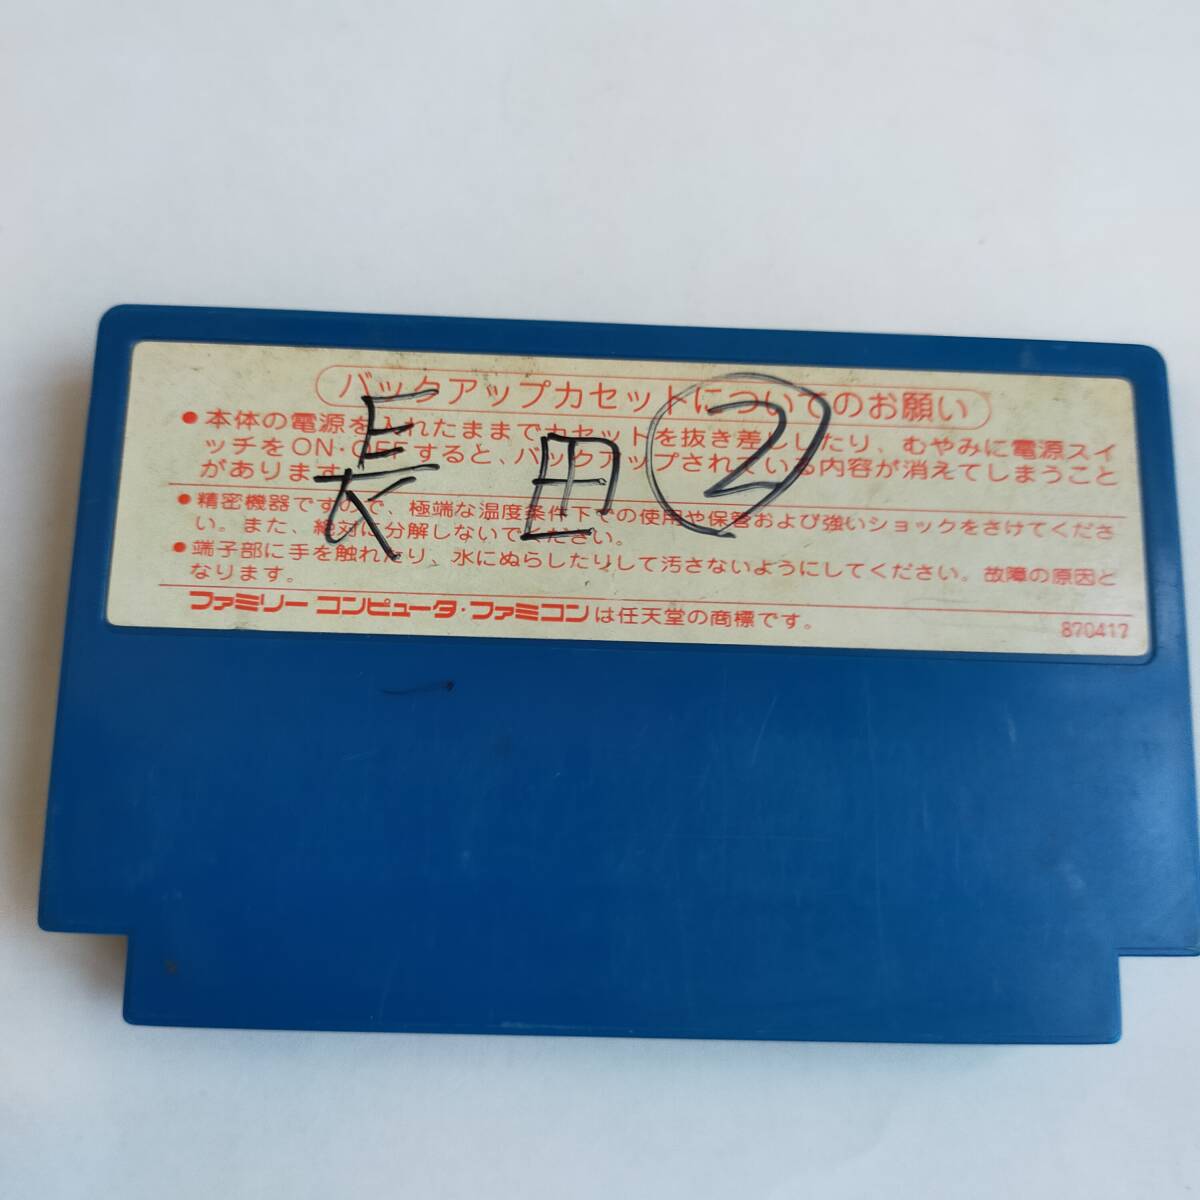 バックアップカセットについてのお願い
●本体の電源を入れたままでカセットを抜き差ししたり、むやみに電源スイ
ッチをON・OFFすると、バックアップされている内容が消えてしまうこと
があります。
●精密機器ですので、極端な温度条件下での使用や保管および強いショックをさけてくださ
い。また、絶対に分解しないでください。
●端子部に手を触れたり、水にぬらしたりして汚さないようにしてください。故障の原因と
なります。
ファミリーコンピュータ・ファミコンは任天堂の商標です。
870417
長田②